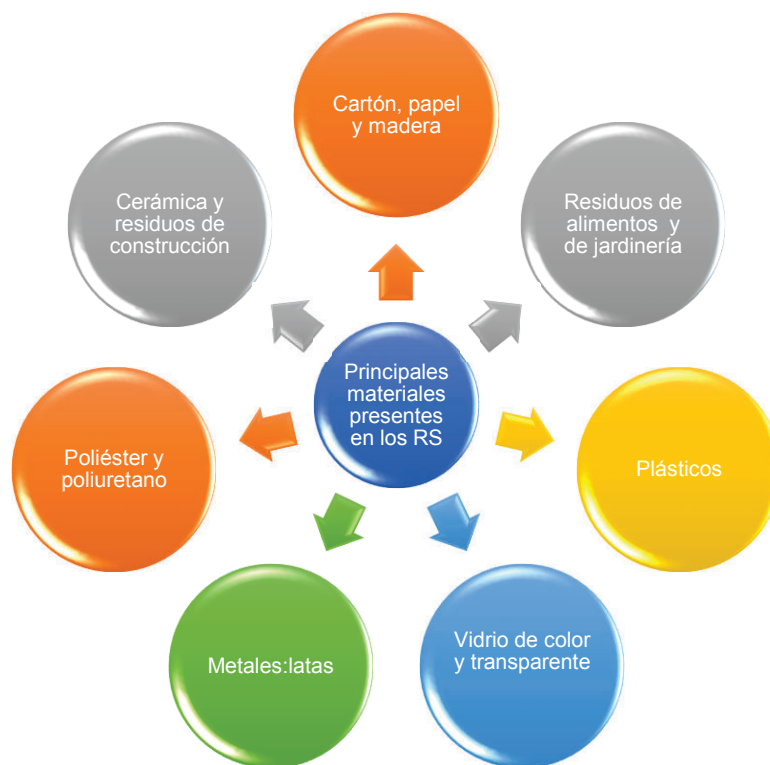 Cartón, papel
y madera
Residuos de
alimentos y
de jardinería
Plásticos
Vidrio de color
y transparente
Metales:latas
Poliéster y
poliuretano
Cerámica y
residuos de
construcción
Principales
materiales
presentes
en los RS